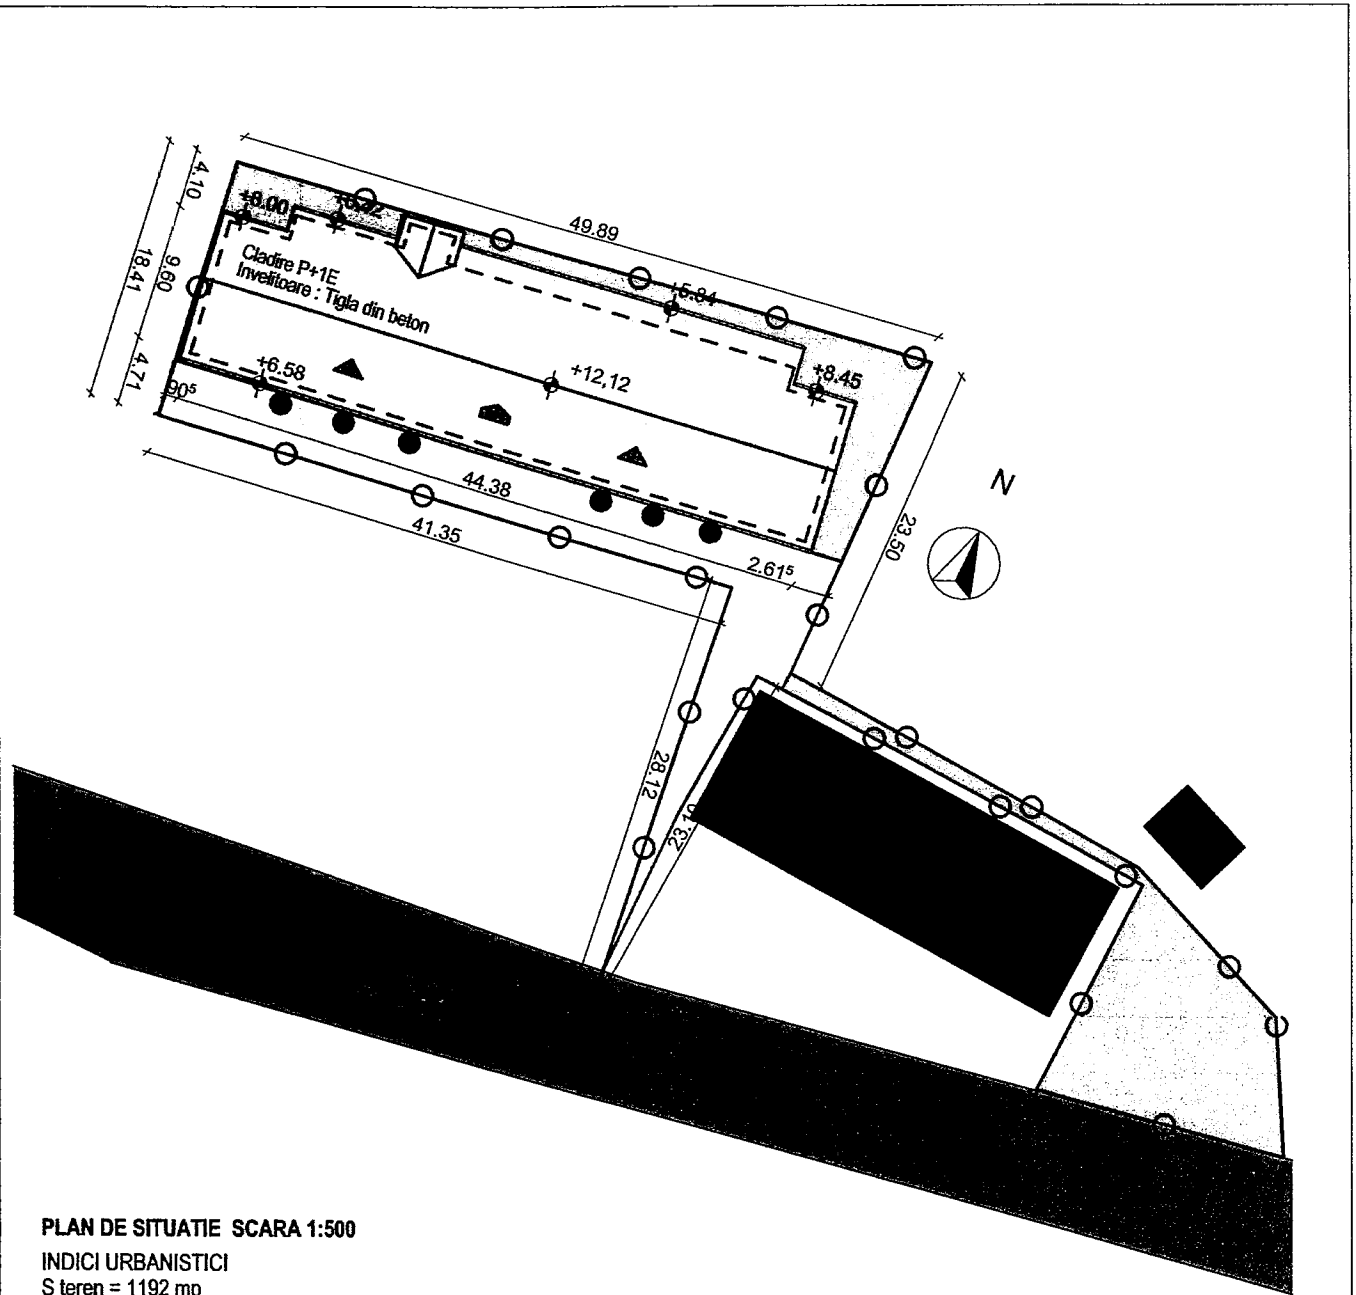 4.10
+8.00
49.89
18.41
9.60
Cladire P+1E
Invelitoare : Tigla din beton
+5.84
4.71
+6.58
+12,12
+8.45
90⁵
44.38
41.35
2.61⁵
N
23.50
28.12
PLAN DE SITUATIE SCARA 1:500
INDICI URBANISTICI
S teren = 1192 mp